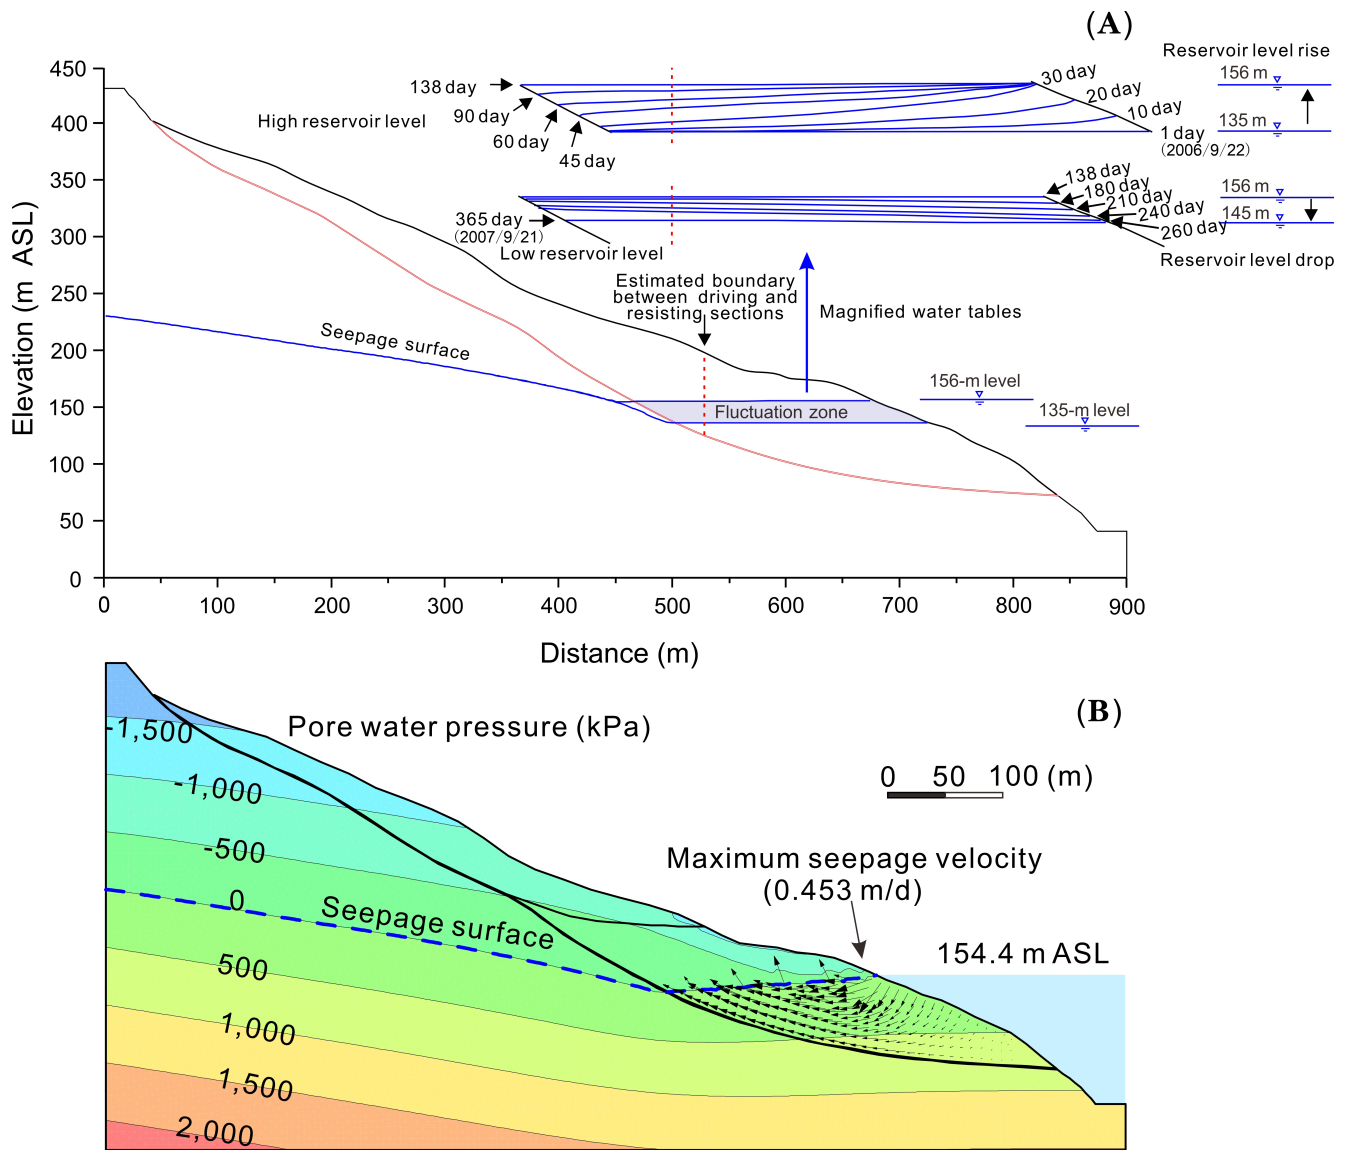 (A)
Reservoir level rise
450
400
350
300
250
200
150
100
50
0
Elevation (m ASL)
0
100
200
300
400
500
600
700
800
900
Distance (m)
High reservoir level
138 day
90 day
60 day
45 day
30 day
20 day
10 day
1 day
(2006/9/22)
156 m
135 m
365 day
(2007/9/21)
Low reservoir level
138 day
180 day
210 day
240 day
260 day
156 m
145 m
Reservoir level drop
Estimated boundary
between driving and
resisting sections
Magnified water tables
Seepage surface
Fluctuation zone
156-m level
135-m level
(B)
Pore water pressure (kPa)
-1,500
-1,000
-500
0
500
1,000
1,500
2,000
Seepage surface
0 50 100 (m)
Maximum seepage velocity
(0.453 m/d)
154.4 m ASL